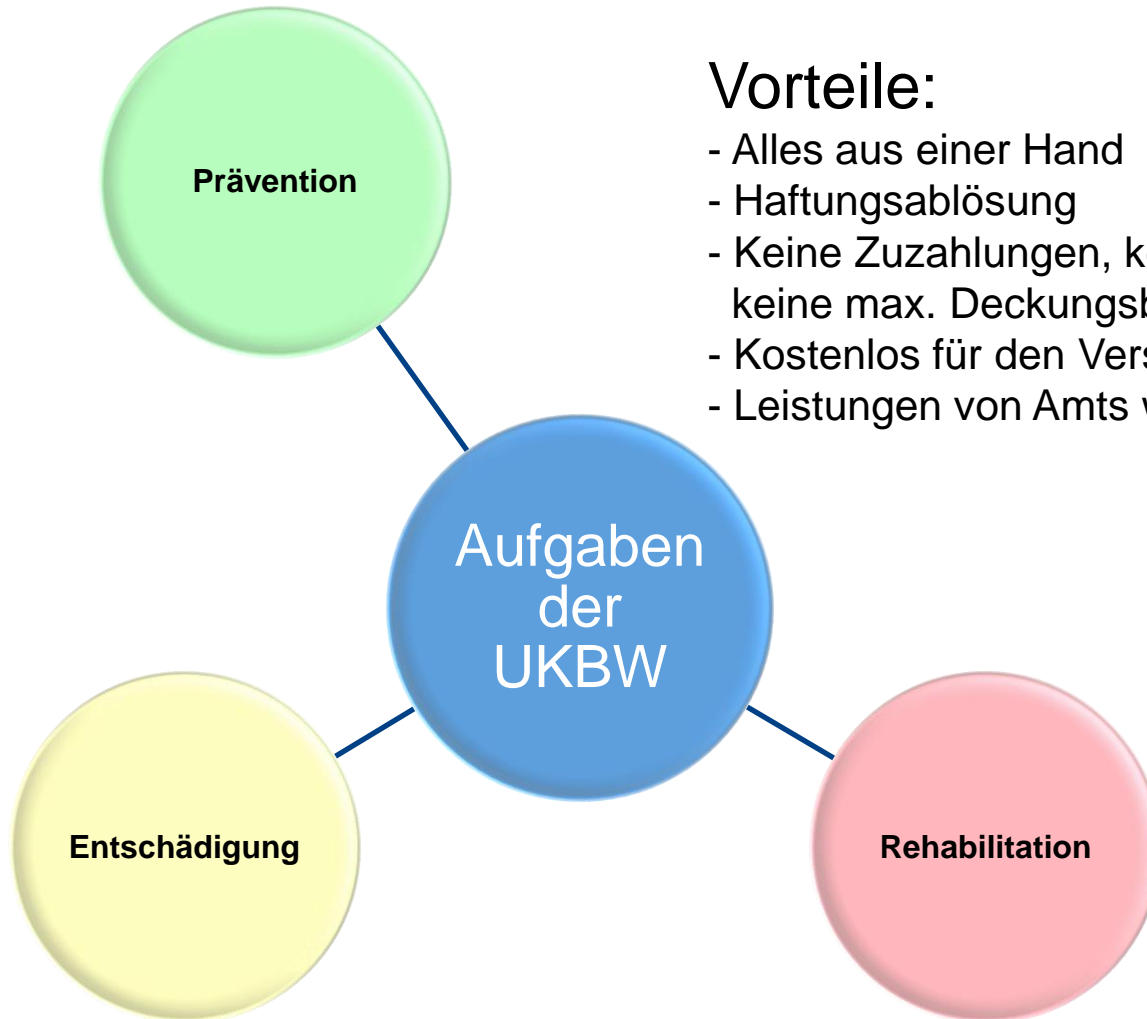 Vorteile:
- Alles aus einer Hand
- Haftungsablösung
- Keine Zuzahlungen,
keine max.
- Kostenlos für den
- Leistungen von Amts
Prävention
Aufgaben
der
UKBW
Entschädigung
Rehabilitation